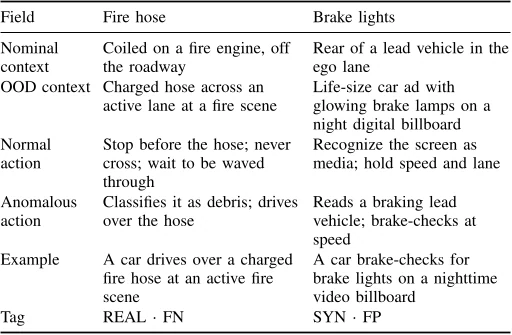 Field Fire hose Brake lights
Nominal Coiled on a fire engine, off Rear of a lead vehicle in the
context the roadway ego lane
OOD context Charged hose across an Life-size car ad with
active lane at a fire scene glowing brake lamps on a
night digital billboard
Normal Stop before the hose; never Recognize the screen as
action cross; wait to be waved media; hold speed and lane
through
Anomalous Classifies it as debris; drives Reads a braking lead
action over the hose vehicle; brake-checks at
speed
Example A car drives over a charged A car brake-checks for
fire hose at an active fire brake lights on a nighttime
scene video billboard
Tag REAL · FN SYN · FP